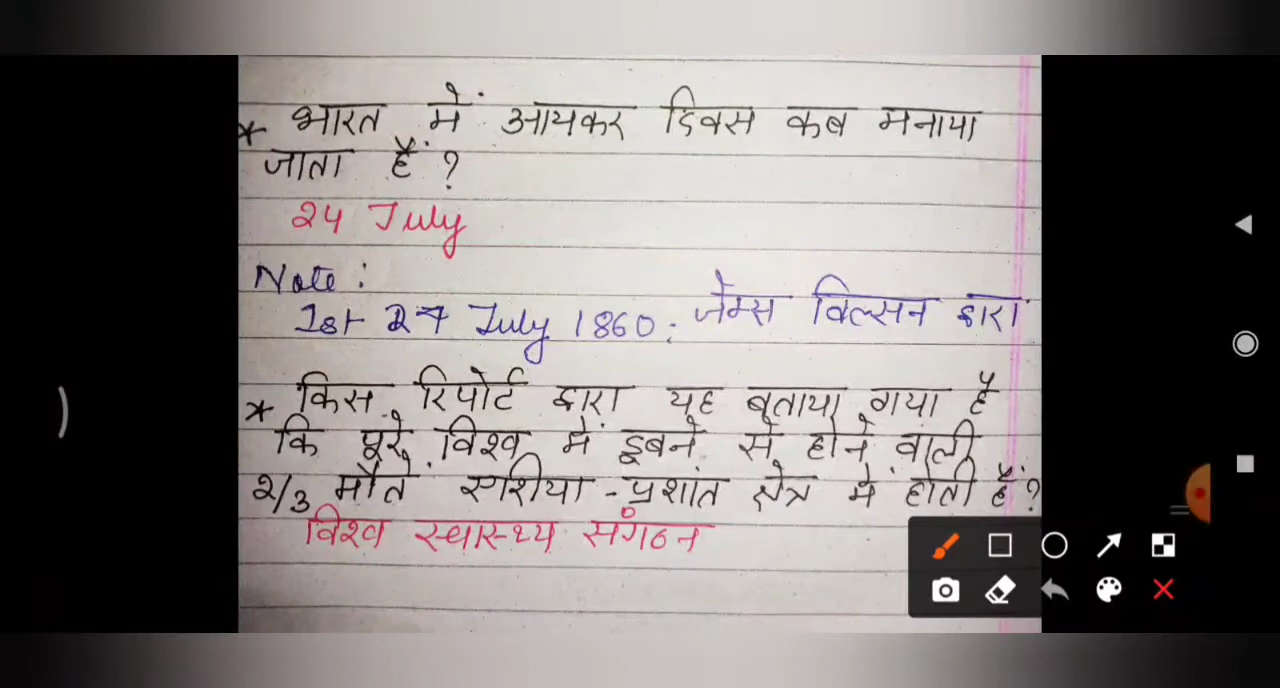 * भारत में आयकर दिवस कब मनाया
जाता हैं ?
24 July
Note :
1st 24 July 1860 . जेम्स विल्सन द्वारा
* किस रिपोर्ट द्वारा यह बताया गया है
कि पूरे विश्व में डूबने से होने वाली
2/3 मौतें एशीया - प्रशांत क्षेत्र में होती हैं ?
विश्व स्वास्थ्य संगठन